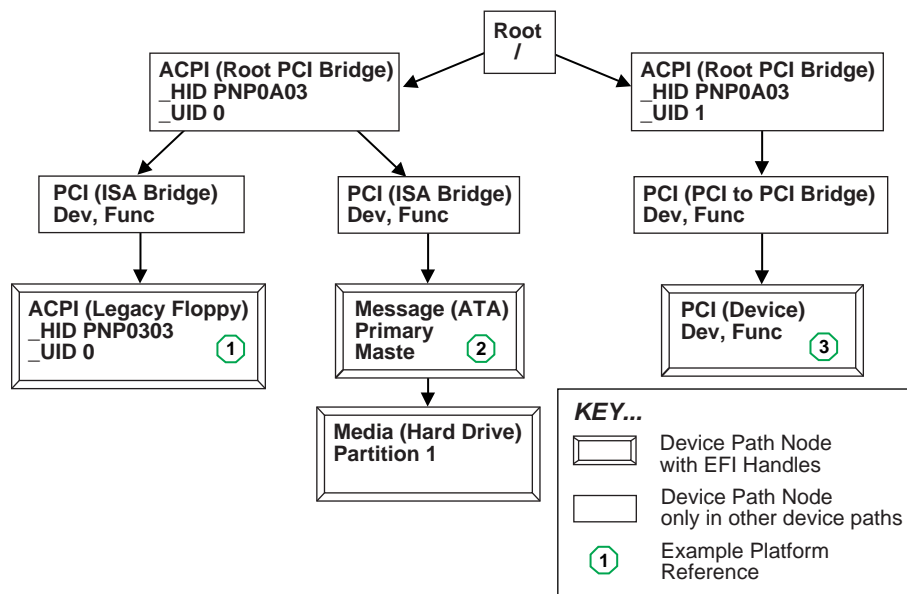 Root
/
ACPI (Root PCI Bridge)
_HID PNP0A03
_UID 0
ACPI (Root PCI Bridge)
_HID PNP0A03
_UID 1
PCI (ISA Bridge)
Dev, Func
PCI (ISA Bridge)
Dev, Func
PCI (PCI to PCI Bridge)
Dev, Func
ACPI (Legacy Floppy)
_HID PNP0303
_UID 0
1
Message (ATA)
Primary
Maste
2
PCI (Device)
Dev, Func
3
Media (Hard Drive)
Partition 1
KEY...
Device Path Node
with EFI Handles
Device Path Node
only in other device paths
1
Example Platform
Reference